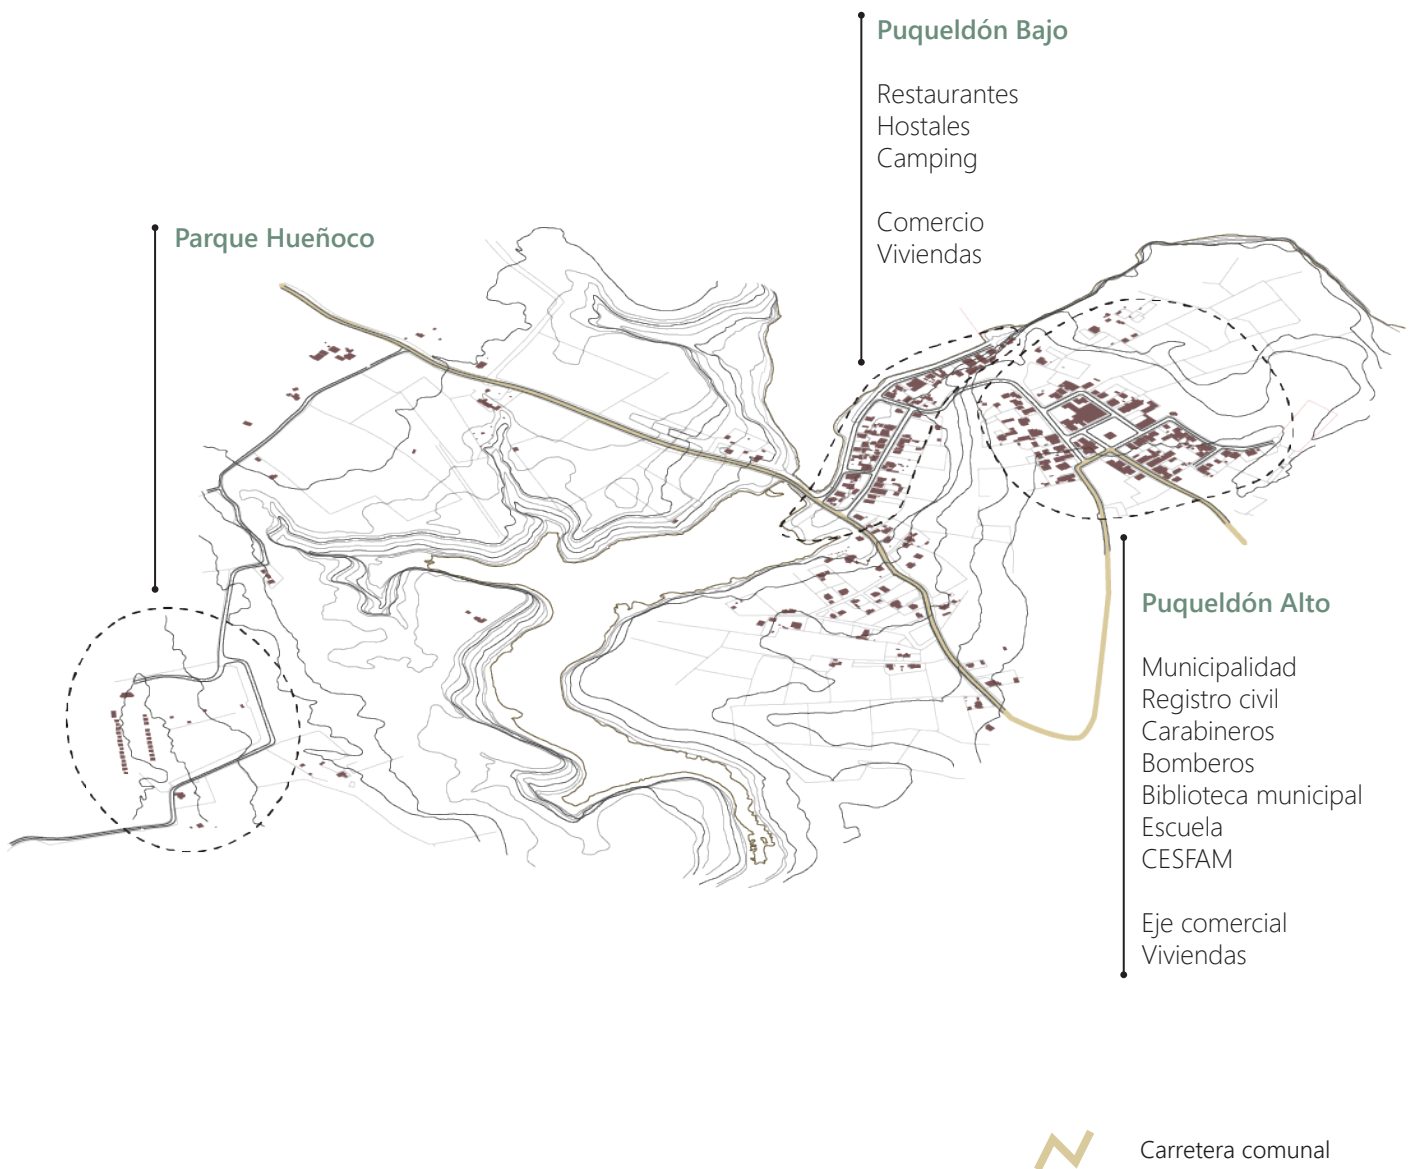 Puqueldón Bajo
Restaurantes
Hostales
Camping
Comercio
Viviendas
Parque Hueñoco
Puqueldón Alto
Municipalidad
Registro civil
Carabineros
Bomberos
Biblioteca municipal
Escuela
CESFAM
Eje comercial
Viviendas
Carretera comunal